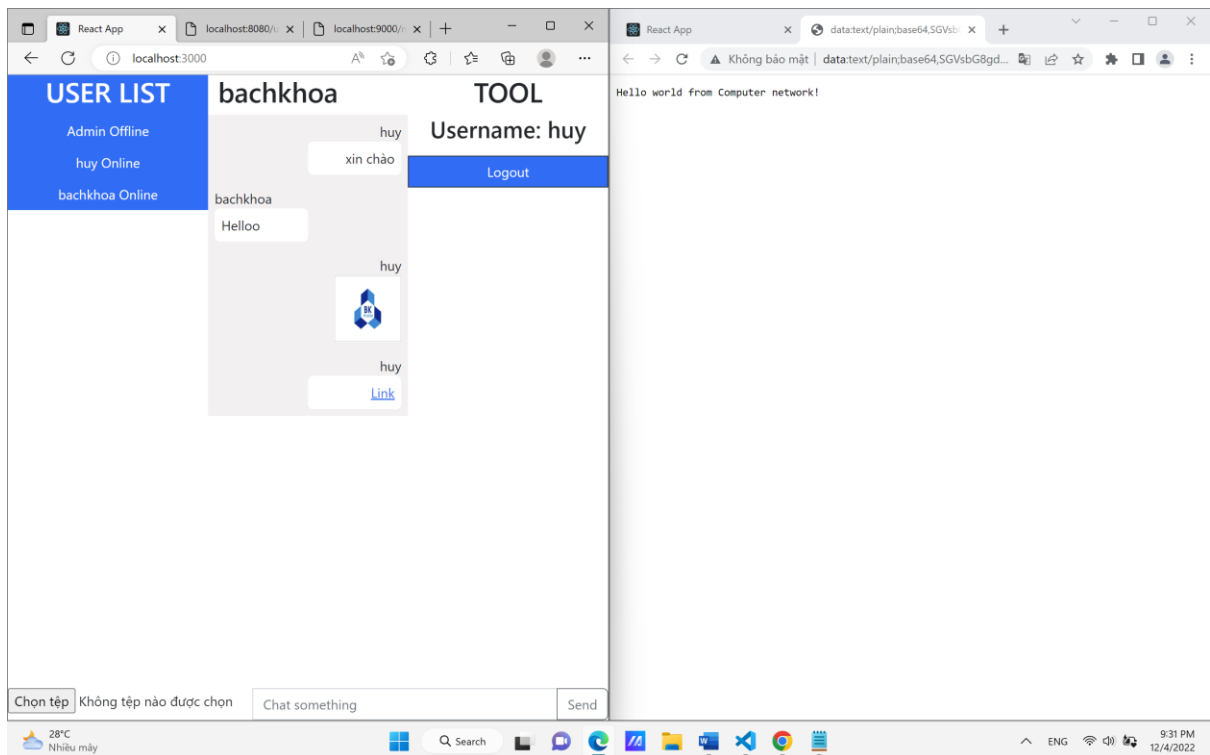 React App
localhost:8080/u
localhost:9000/r
localhost:3000
USER LIST
Admin Offline
huy Online
bachkhoa Online
bachkhoa
huy
xin chào
bachkhoa
Helloo
huy
BK
huy
Link
TOOL
Username: huy
Logout
Chọn tệp Không tệp nào được chọn
Chat something
Send
React App
data:text/plain;base64,SGVsb
Không bảo mật | data:text/plain;base64,SGVsbG8gd...
Hello world from Computer network!
28°C
Nhiều mây
Search
ENG
9:31 PM
12/4/2022